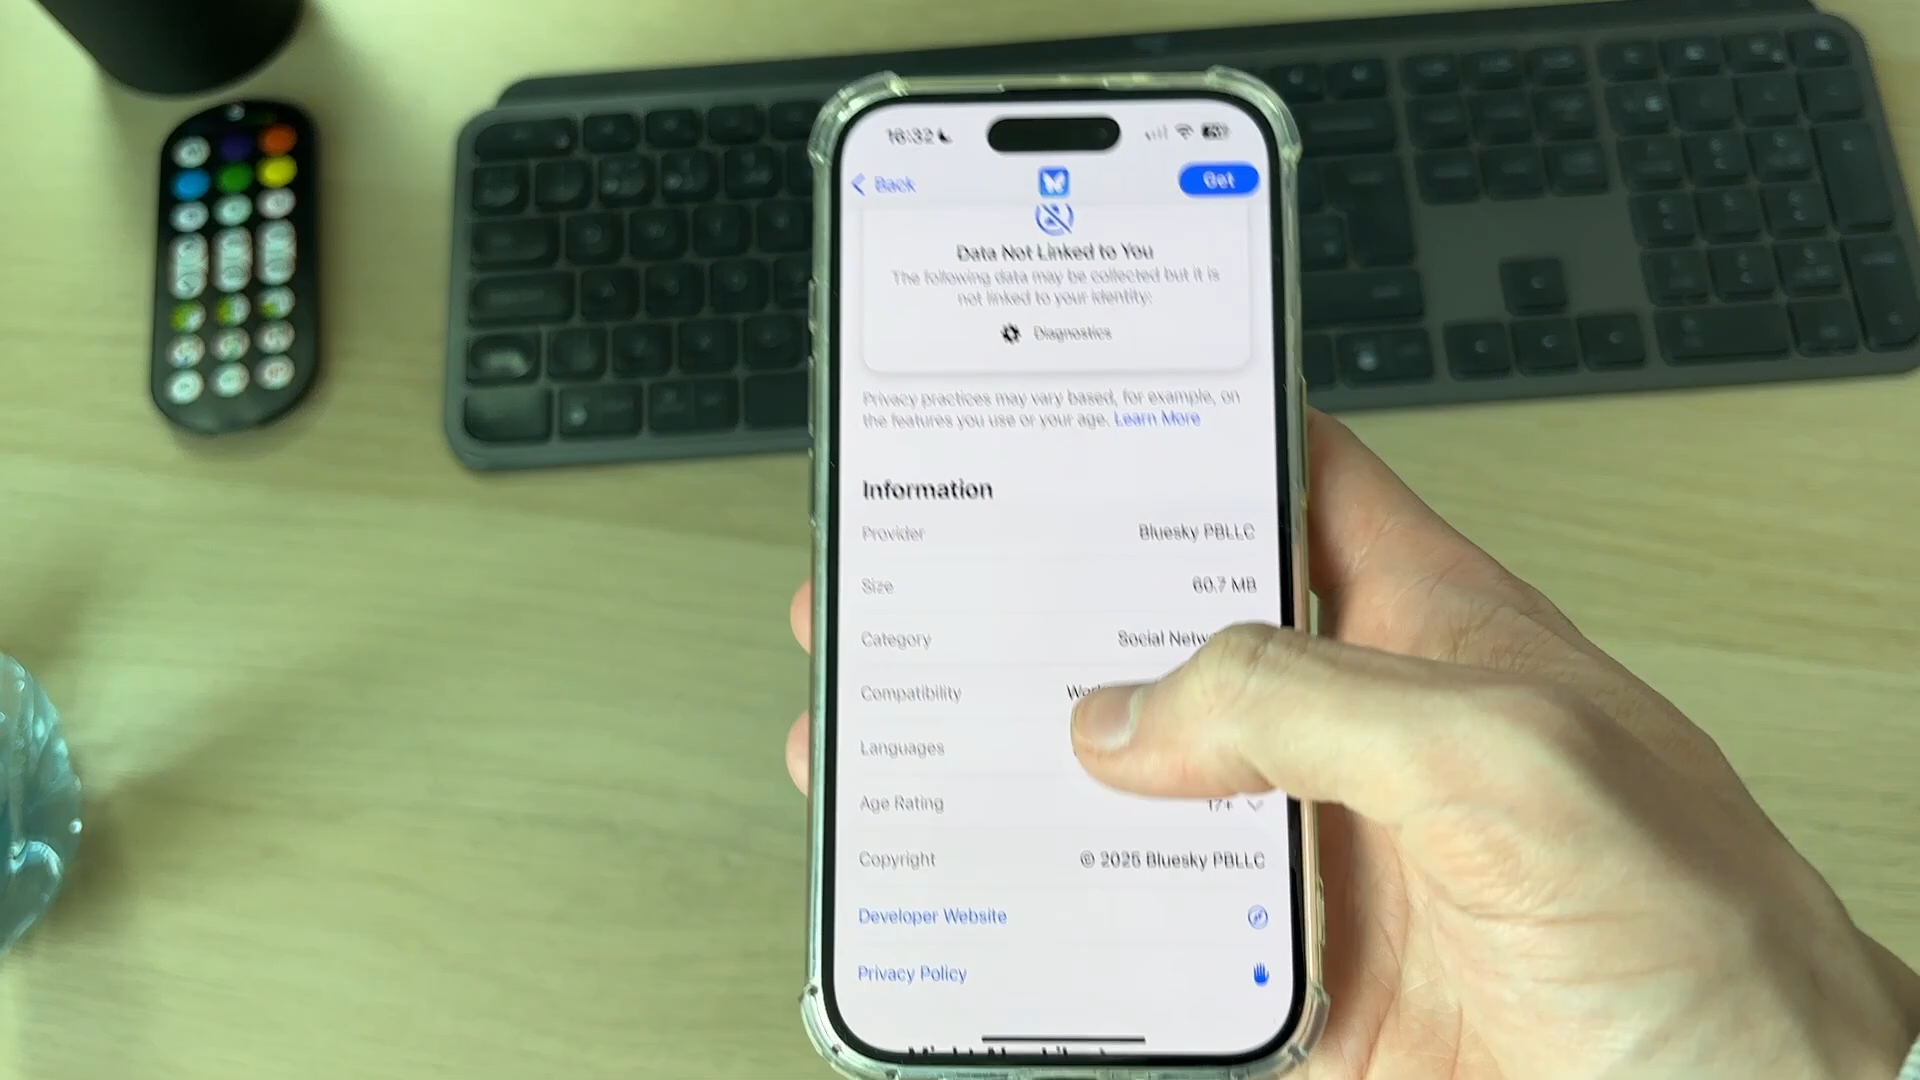 16:32
Back
Get
Data Not Linked to You
The following data may be collected but it is
not linked to your identity:
Diagnostics
Privacy practices may vary based, for example, on
the features you use or your age. Learn More
Information
Provider Bluesky PBLLC
Size 60.7 MB
Category Social Netw
Compatibility Work
Languages
Age Rating 17+
Copyright © 2025 Bluesky PBLLC
Developer Website
Privacy Policy